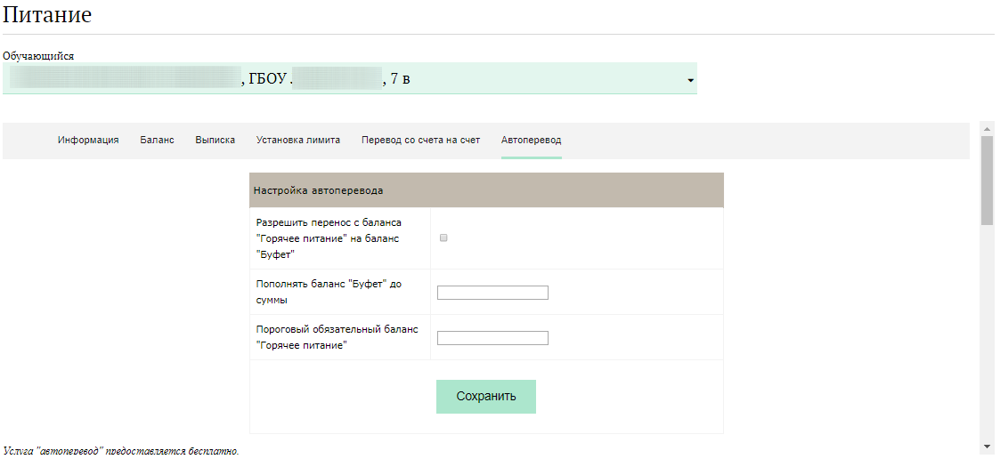 Питание
Обучающийся
, ГБОУ , 7 в
Информация Баланс Выписка Установка лимита Перевод со счета на счет Автоперевод
Настройка автоперевода
Разрешить перенос с баланса
"Горячее питание" на баланс
"Буфет"
Пополнять баланс "Буфет" до
суммы
Пороговый обязательный баланс
"Горячее питание"
Сохранить
Услуга "автоперевод" предоставляется бесплатно.